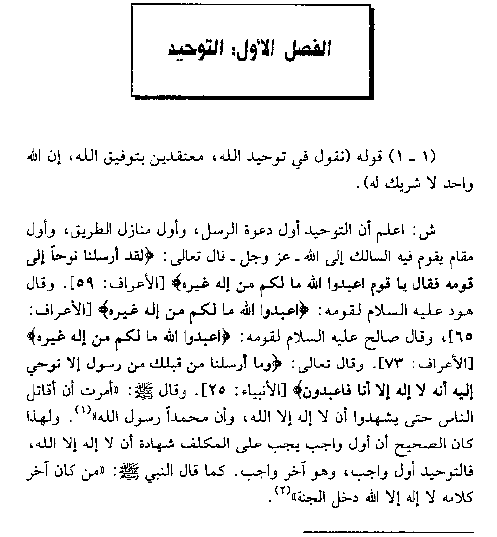 الفصل الأول: التوحيد
(١ - ١) قوله (نقول في توحيد الله، معتقدين بتوفيق الله، إن الله
واحد لا شريك له).
ش: اعلم أن التوحيد أول دعوة الرسل، وأول منازل الطريق، وأول
مقام يقوم فيه السالك إلى الله ـ عز وجل ـ قال تعالى: ﴿لقد أرسلنا نوحاً إلى
قومه فقال يا قوم اعبدوا الله ما لكم من إله غيره﴾ [الأعراف: ٥٩]. وقال
هود عليه السلام لقومه: ﴿اعبدوا الله ما لكم من إله غيره﴾ [الأعراف:
٦٥]، وقال صالح عليه السلام لقومه: ﴿اعبدوا الله ما لكم من إله غيره﴾
[الأعراف: ٧٣]. وقال تعالى: ﴿وما أرسلنا من قبلك من رسول إلا نوحي
إليه أنه لا إله إلا أنا فاعبدون﴾ [الأنبياء: ٢٥]. وقال ﷺ: «أمرت أن أقاتل
الناس حتى يشهدوا أن لا إله إلا الله، وأن محمداً رسول الله»(١). ولهذا
كان الصحيح أن أول واجب يجب على المكلف شهادة أن لا إله إلا الله،
فالتوحيد أول واجب، وهو آخر واجب. كما قال النبي ﷺ: «من كان آخر
كلامه لا إله إلا الله دخل الجنة»(٢).